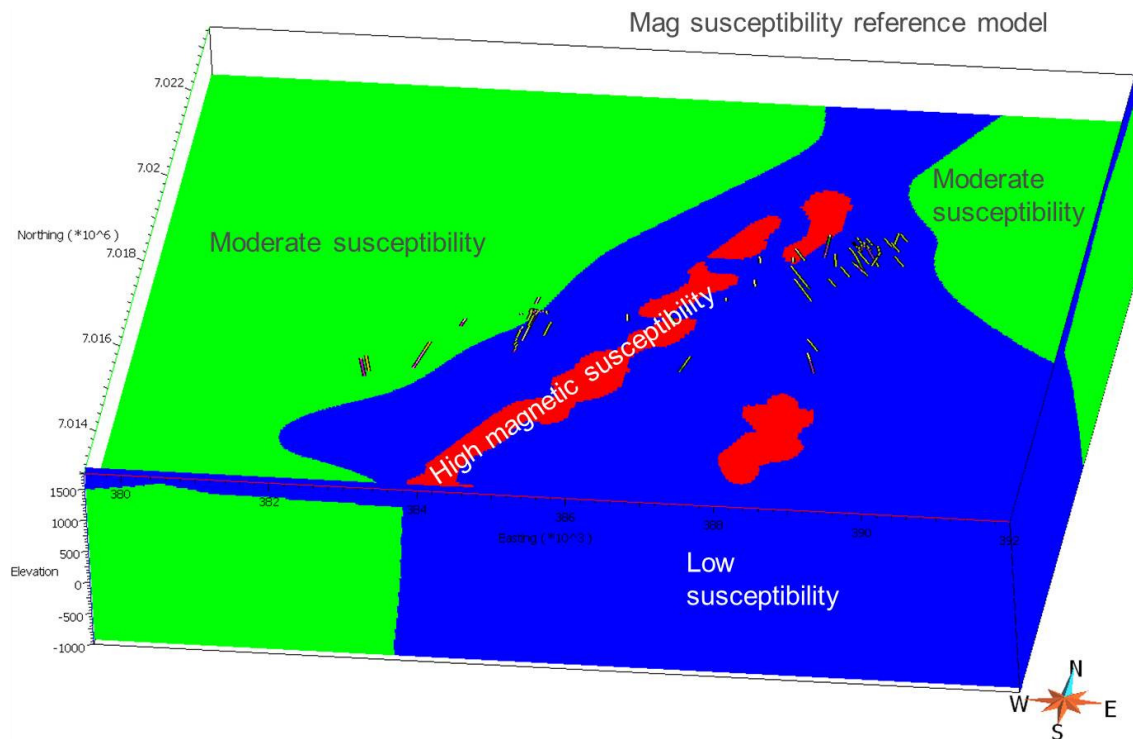 Mag susceptibility reference model
7.022
7.02
Northing ( *10^6 )
7.018
7.016
7.014
Moderate susceptibility
Moderate
susceptibility
High magnetic susceptibility
380
382
384
386
388
390
392
Easting ( *10^3 )
1500
1000
500
Elevation
0
-500
-1000
Low
susceptibility
N
W
E
S